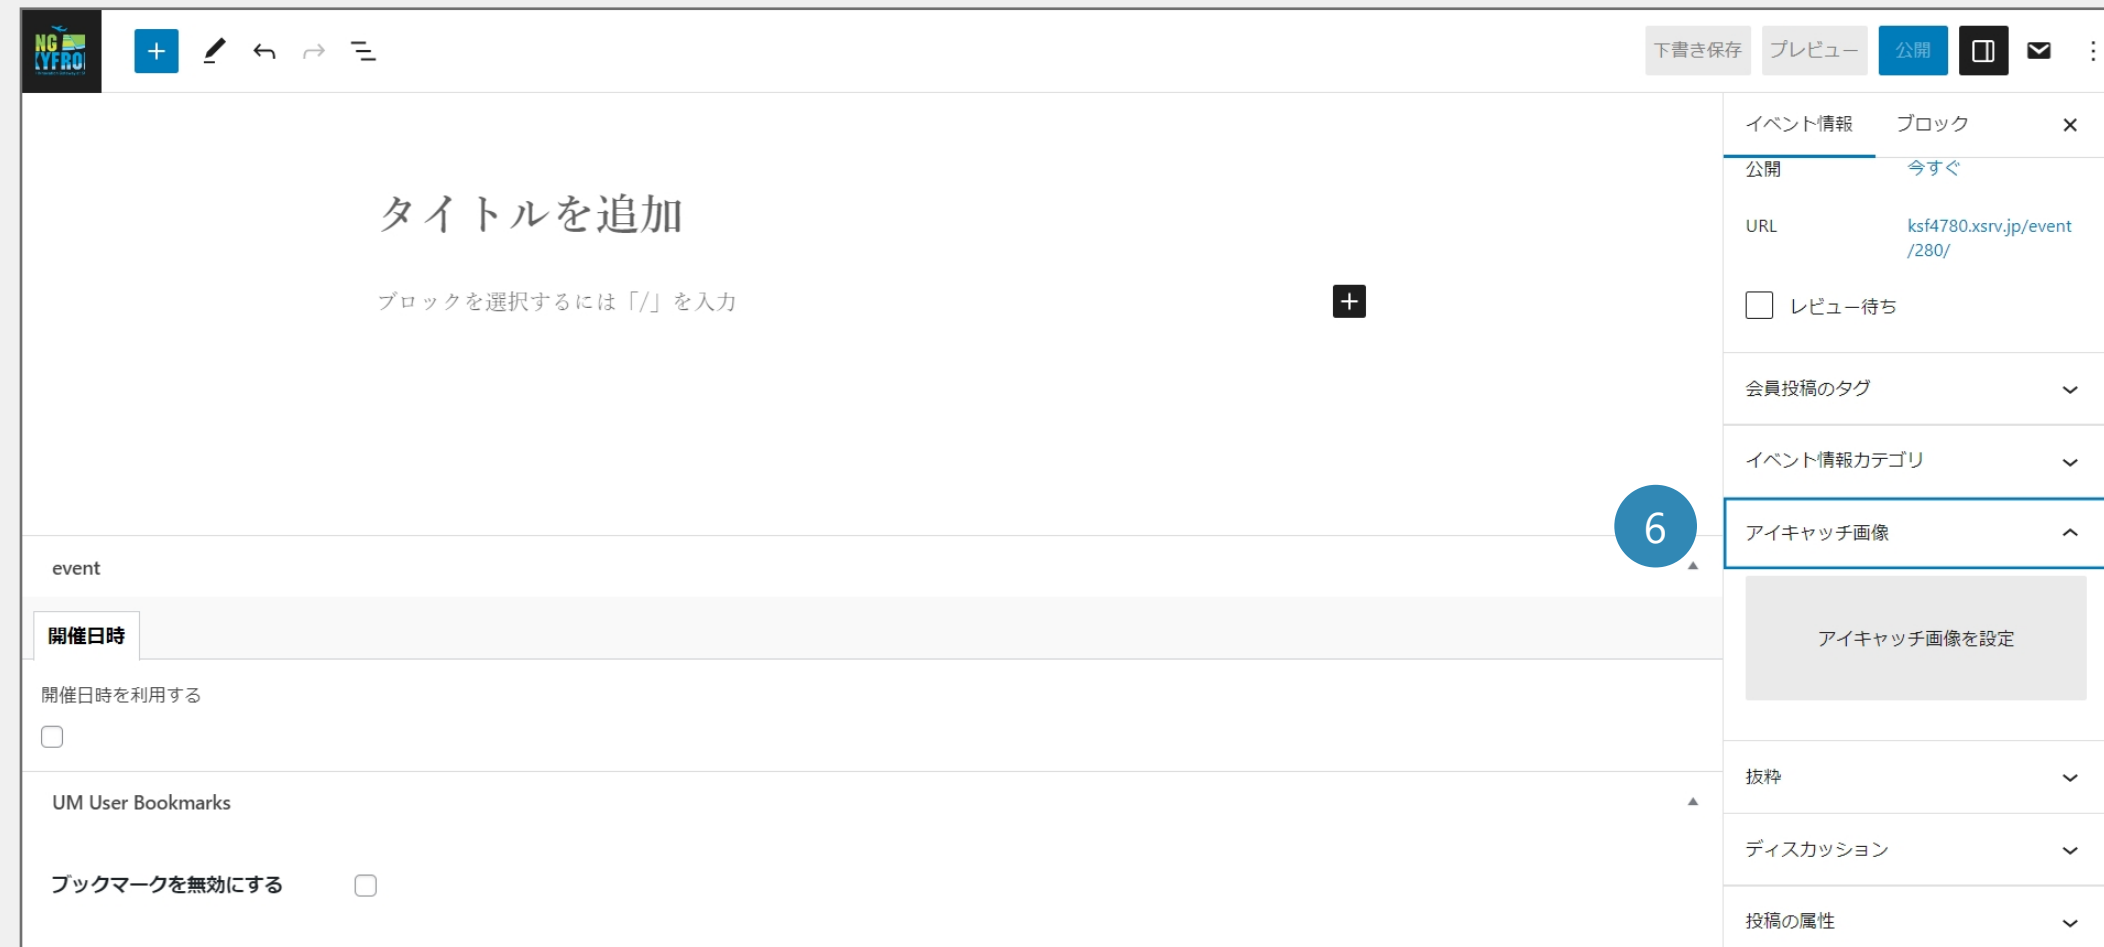 NG
KYFRO
下書き保存
プレビュー
公開
イベント情報
ブロック
公開
今すぐ
タイトルを追加
URL
ksf4780.xsrv.jp/event
/280/
ブロックを選択するには「/」を入力
レビュー待ち
会員投稿のタグ
イベント情報カテゴリ
6
アイキャッチ画像
event
開催日時
アイキャッチ画像を設定
開催日時を利用する
抜粋
UM User Bookmarks
ディスカッション
ブックマークを無効にする
投稿の属性